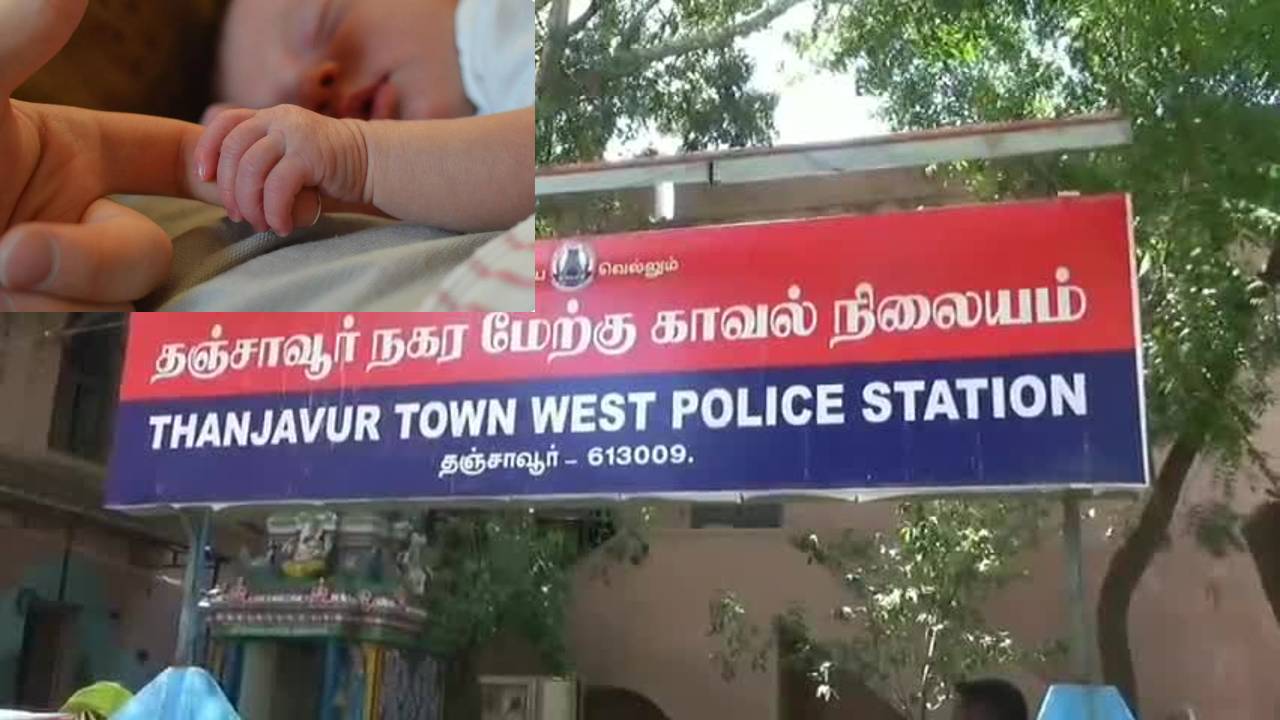 வெல்லும்
தஞ்சாவூர் நகர மேற்கு காவல் நிலையம்
THANJAVUR TOWN WEST POLICE STATION
தஞ்சாவூர் - 613009.